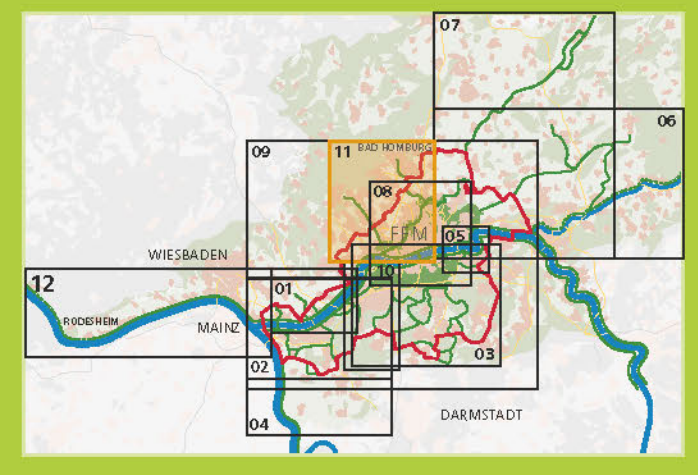 07
06
09
11 BAD HOMBURG
08
FFM
05
WIESBADEN
10
12
01
RÜDESHEIM
MAINZ
03
02
DARMSTADT
04